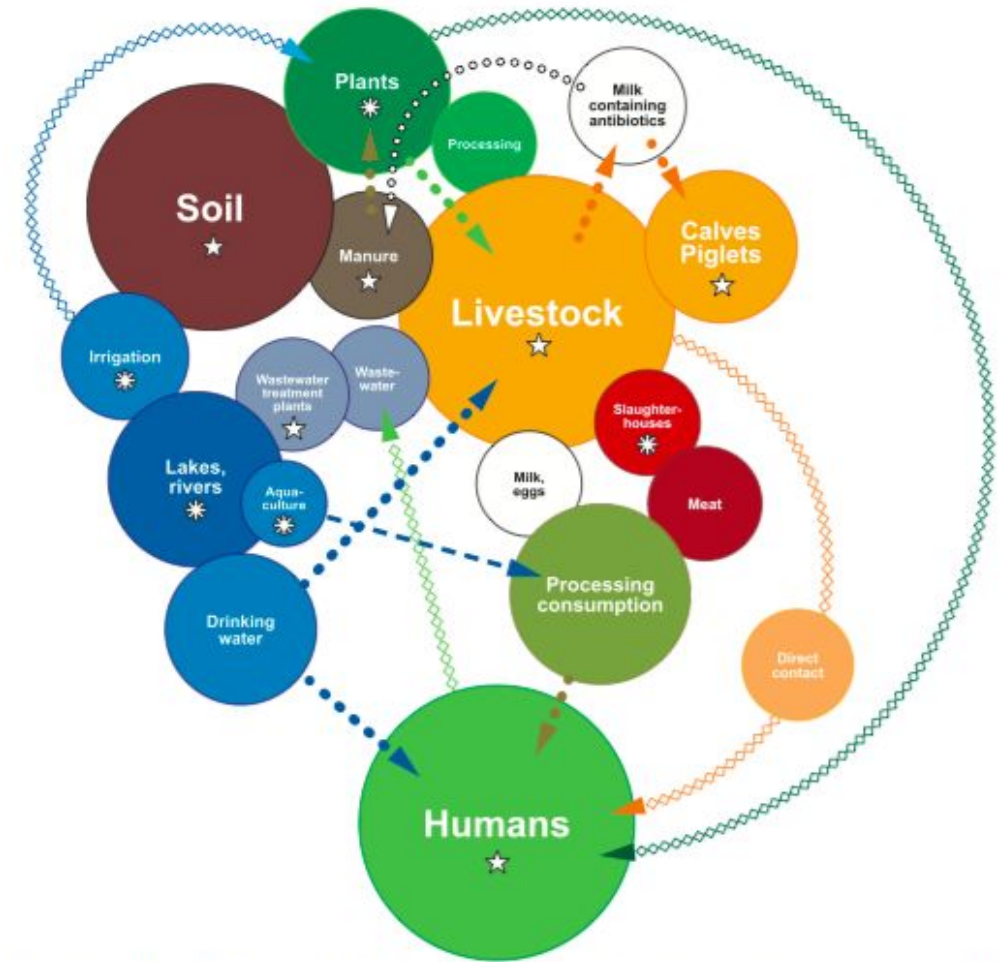 Plants
Processing
Milk
containing
antibiotics
Soil
Manure
Calves
Piglets
Livestock
Irrigation
Wastewater
treatment
plants
Waste-
water
Slaughter-
houses
Lakes,
rivers
Aqua-
culture
Milk,
eggs
Meat
Processing
consumption
Drinking
water
Direct
contact
Humans